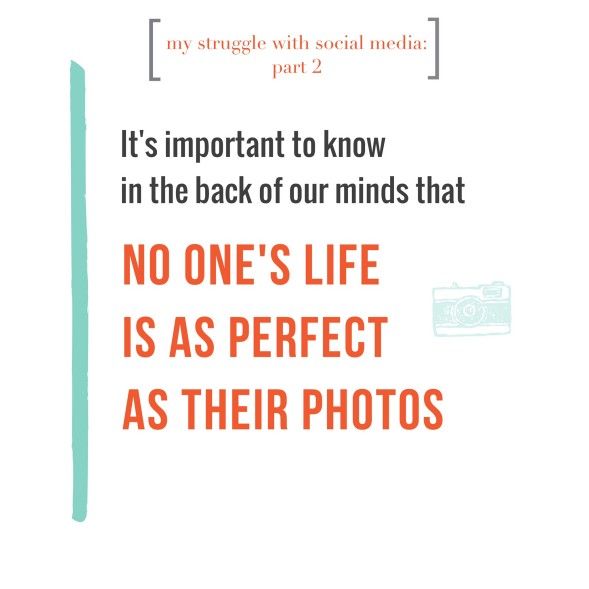 my struggle with social media:
part 2
It's important to know
in the back of our minds that
NO ONE'S LIFE
IS AS PERFECT
AS THEIR PHOTOS